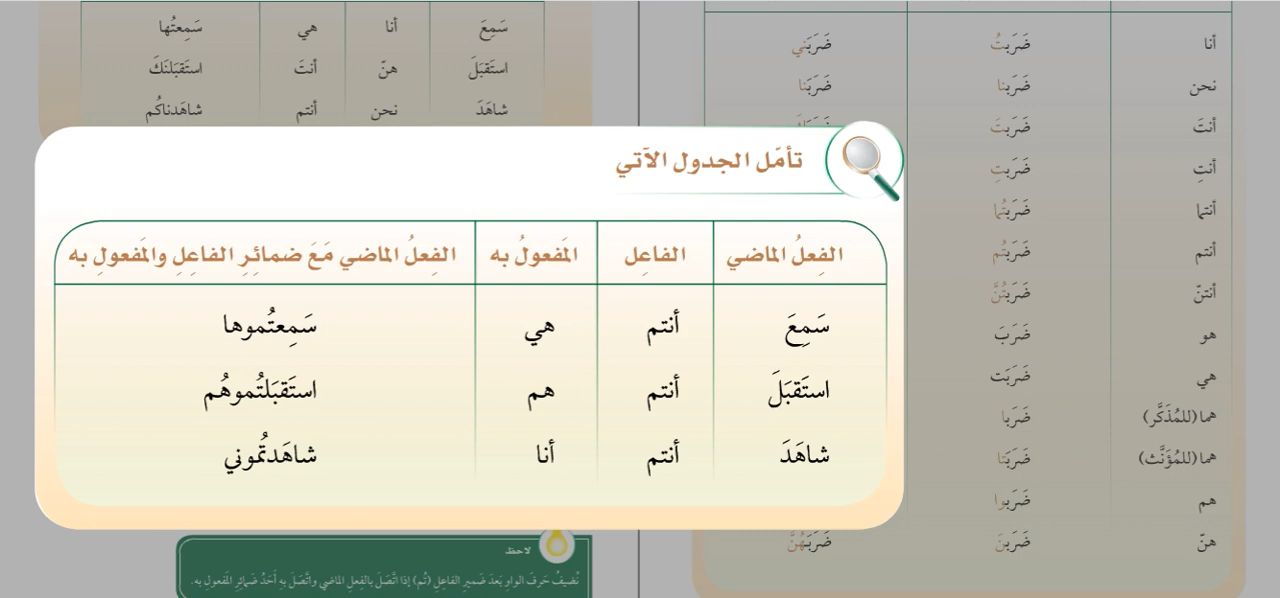 أنا ضَرَبتُ ضَرَبَني
نحن ضَرَبنا ضَرَبَنا
أنتَ ضَرَبتَ
أنتِ ضَرَبتِ
أنتما ضَرَبتُما
أنتم ضَرَبتُم
أنتنّ ضَرَبتُنَّ
هو ضَرَبَ
هي ضَرَبَت
هما (للمُذَكَّر) ضَرَبا
هما (للمُؤَنَّث) ضَرَبَتا
هم ضَرَبوا
هنّ ضَرَبنَ ضَرَبَهُنَّ
سَمِعَ أنا هي سَمِعتُها
استَقبَلَ هنّ أنتَ استَقبَلنَكَ
شاهَدَ نحن أنتم شاهَدناكُم
تأمّل الجدول الآتي
الفِعلُ الماضي الفاعِل المَفعولُ به الفِعلُ الماضي مَعَ ضمائِرِ الفاعِلِ والمَفعولِ به
سَمِعَ أنتم هي سَمِعتُموها
استَقبَلَ أنتم هم استَقبَلتُموهُم
شاهَدَ أنتم أنا شاهَدتُموني
لاحظ
نُضيفُ حَرفَ الواوِ بَعدَ ضَميرِ الفاعِلِ (تُم) إذا اتَّصَلَ بالفِعلِ الماضي واتَّصَلَ بِهِ أَحَدُ ضَمائِرِ المَفعولِ به.